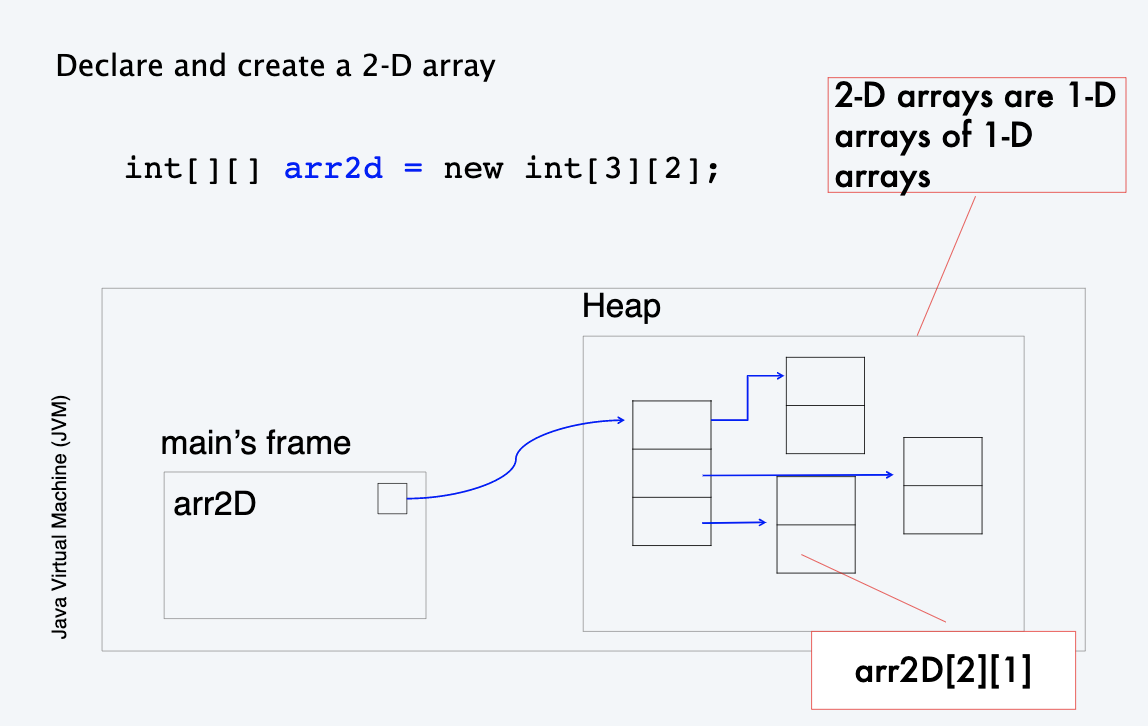 Declare and create a 2-D array
2-D arrays are 1-D
arrays of 1-D
arrays
int[][] arr2d = new int[3][2];
Heap
main's frame
arr2D
Java Virtual Machine (JVM)
arr2D[2][1]